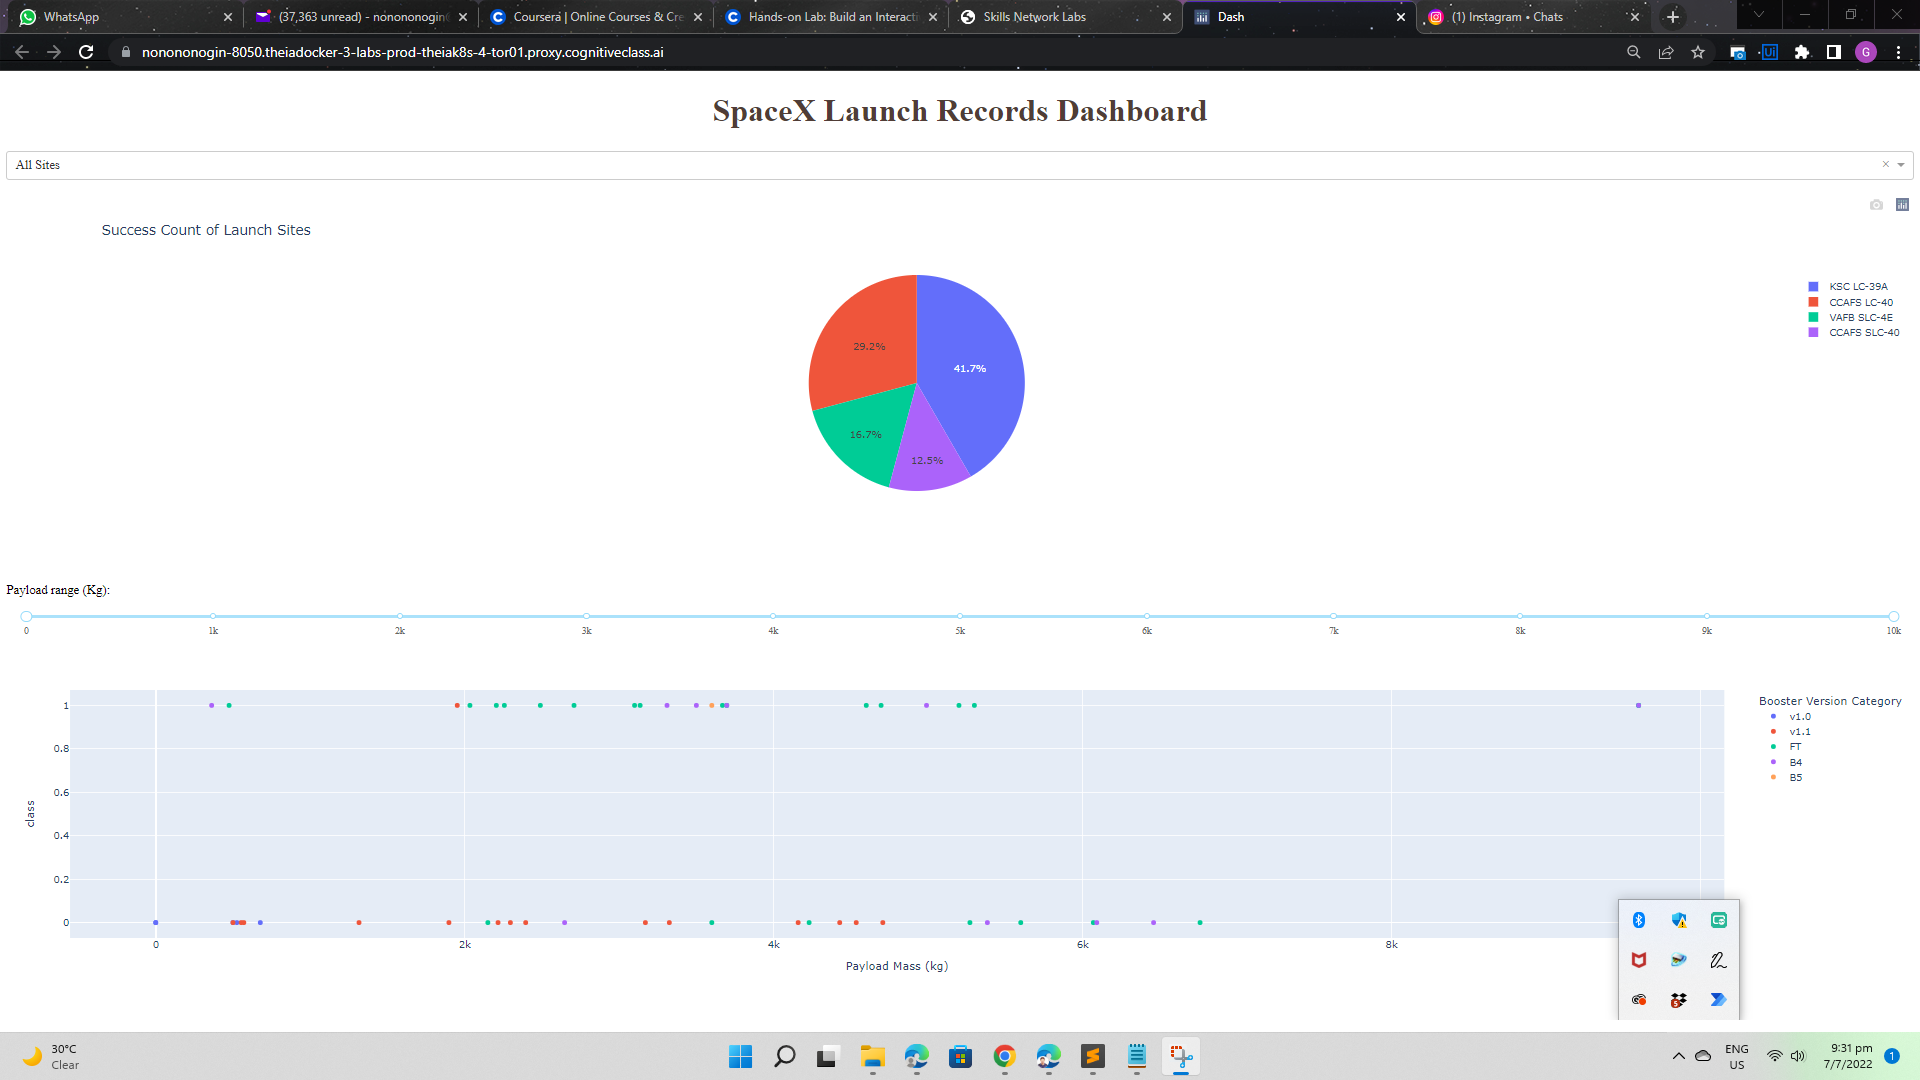 WhatsApp
(37,363 unread) - nonononogin
Coursera | Online Courses & Cre
Hands-on Lab: Build an Interacti
Skills Network Labs
Dash
(1) Instagram • Chats
nonononogin-8050.theiadocker-3-labs-prod-theiak8s-4-tor01.proxy.cognitiveclass.ai
Ui
G
SpaceX Launch Records Dashboard
All Sites
Success Count of Launch Sites
KSC LC-39A
CCAFS LC-40
VAFB SLC-4E
CCAFS SLC-40
29.2%
41.7%
16.7%
12.5%
Payload range (Kg):
0 1k 2k 3k 4k 5k 6k 7k 8k 9k 10k
Booster Version Category
v1.0
v1.1
FT
B4
B5
1
0.8
0.6
0.4
0.2
0
class
0 2k 4k 6k 8k
Payload Mass (kg)
30°C
Clear
ENG
US
9:31 pm
7/7/2022
1